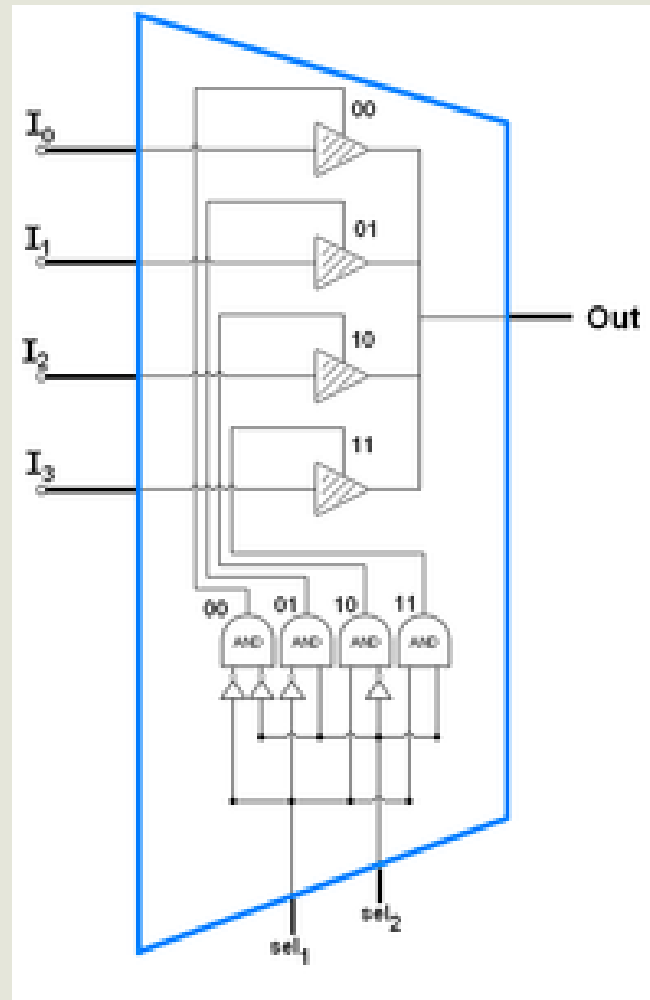 00
I0
01
I1
Out
10
I2
11
I3
00 01 10 11
AND AND AND AND
sel2
sel1